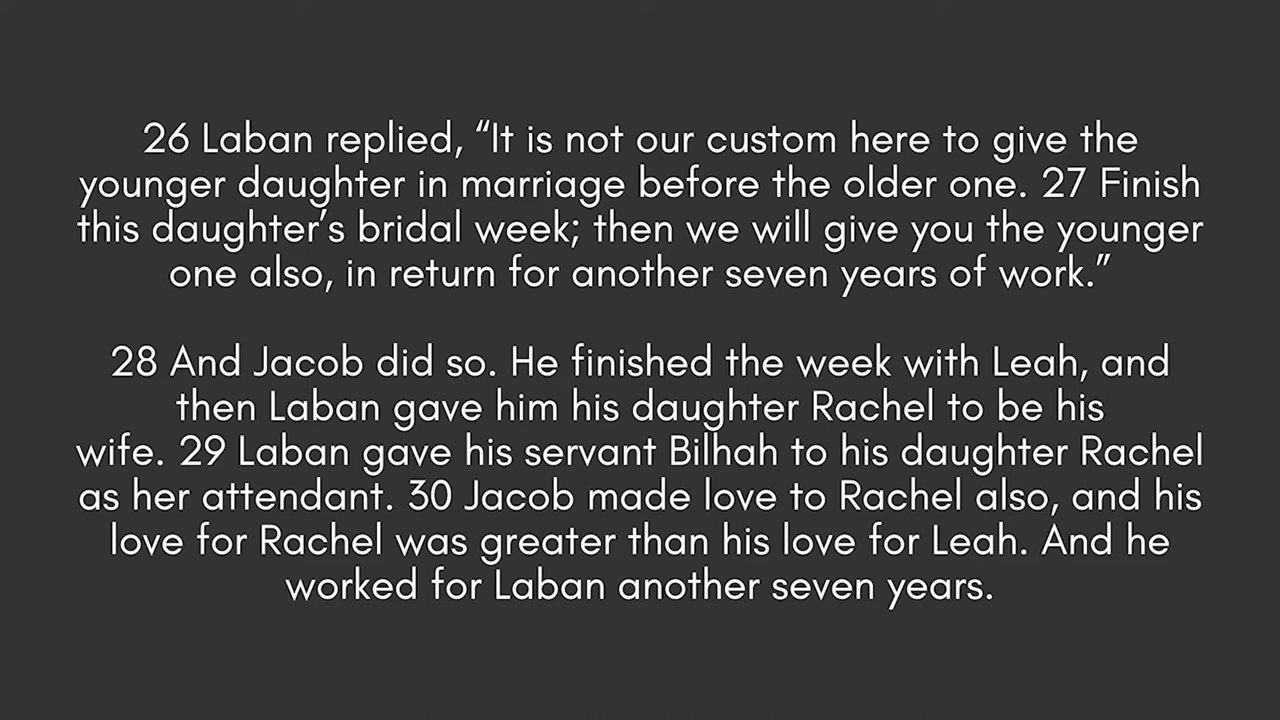 26 Laban replied, “It is not our custom here to give the
younger daughter in marriage before the older one. 27 Finish
this daughter’s bridal week; then we will give you the younger
one also, in return for another seven years of work.”
28 And Jacob did so. He finished the week with Leah, and
then Laban gave him his daughter Rachel to be his
wife. 29 Laban gave his servant Bilhah to his daughter Rachel
as her attendant. 30 Jacob made love to Rachel also, and his
love for Rachel was greater than his love for Leah. And he
worked for Laban another seven years.